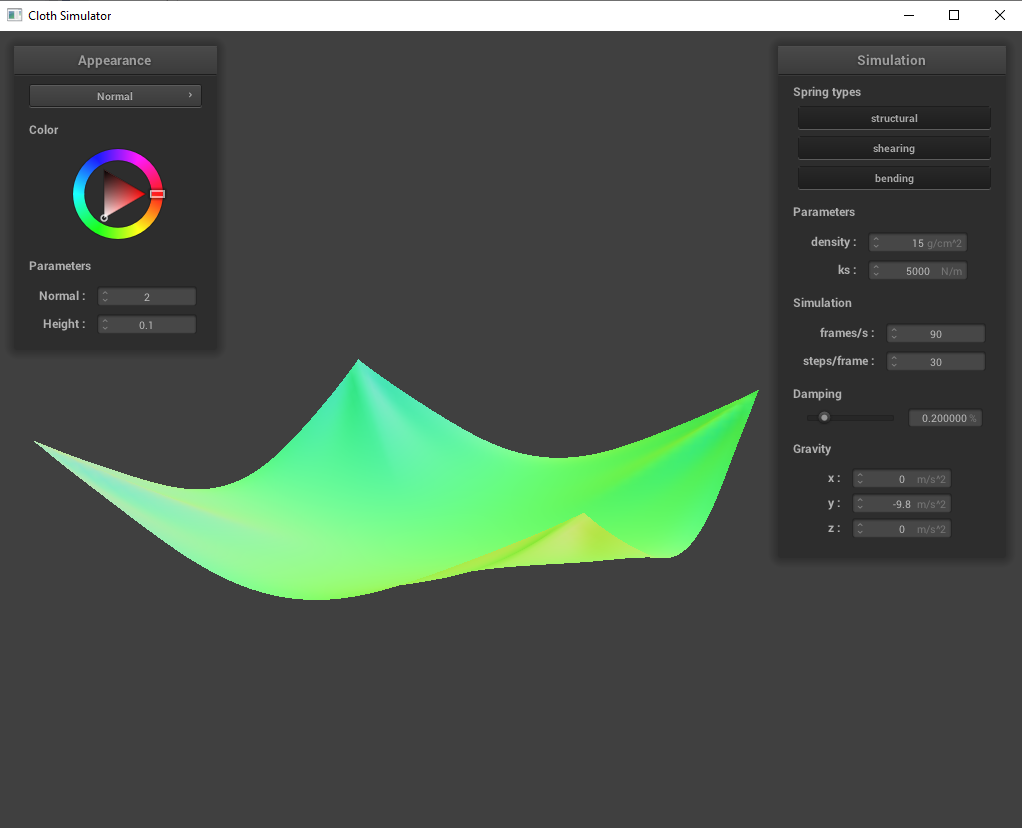 Cloth Simulator
Appearance
Normal
Color
Parameters
Normal : 2
Height : 0.1
Simulation
Spring types
structural
shearing
bending
Parameters
density : 15 g/cm^2
ks : 5000 N/m
Simulation
frames/s : 90
steps/frame : 30
Damping
0.200000 %
Gravity
x : 0 m/s^2
y : -9.8 m/s^2
z : 0 m/s^2